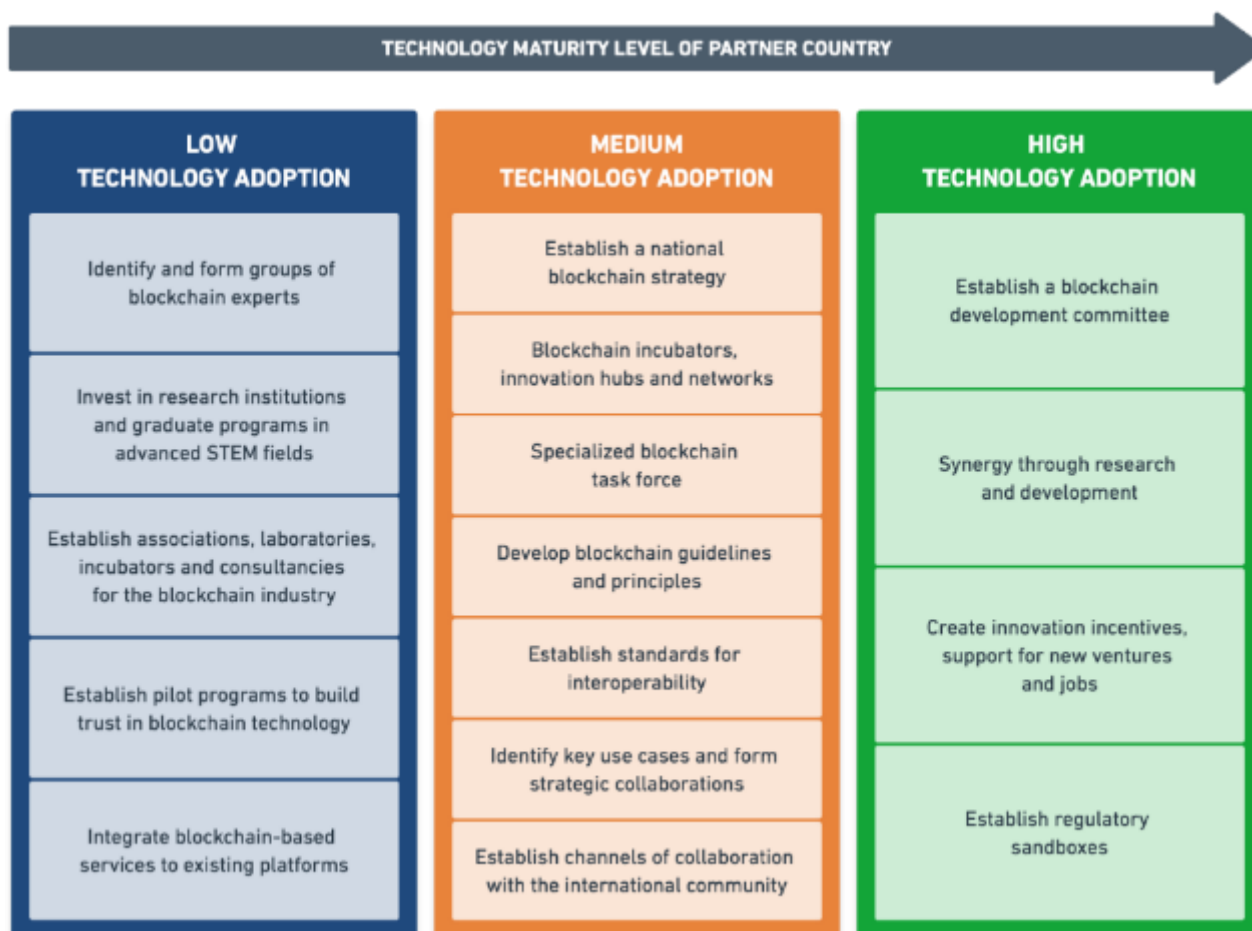 TECHNOLOGY MATURITY LEVEL OF PARTNER COUNTRY
LOW
TECHNOLOGY ADOPTION
Identify and form groups of
blockchain experts
Invest in research institutions
and graduate programs in
advanced STEM fields
Establish associations, laboratories,
incubators and consultancies
for the blockchain industry
Establish pilot programs to build
trust in blockchain technology
Integrate blockchain-based
services to existing platforms
MEDIUM
TECHNOLOGY ADOPTION
Establish a national
blockchain strategy
Blockchain incubators,
innovation hubs and networks
Specialized blockchain
task force
Develop blockchain guidelines
and principles
Establish standards for
interoperability
Identify key use cases and form
strategic collaborations
Establish channels of collaboration
with the international community
HIGH
TECHNOLOGY ADOPTION
Establish a blockchain
development committee
Synergy through research
and development
Create innovation incentives,
support for new ventures
and jobs
Establish regulatory
sandboxes